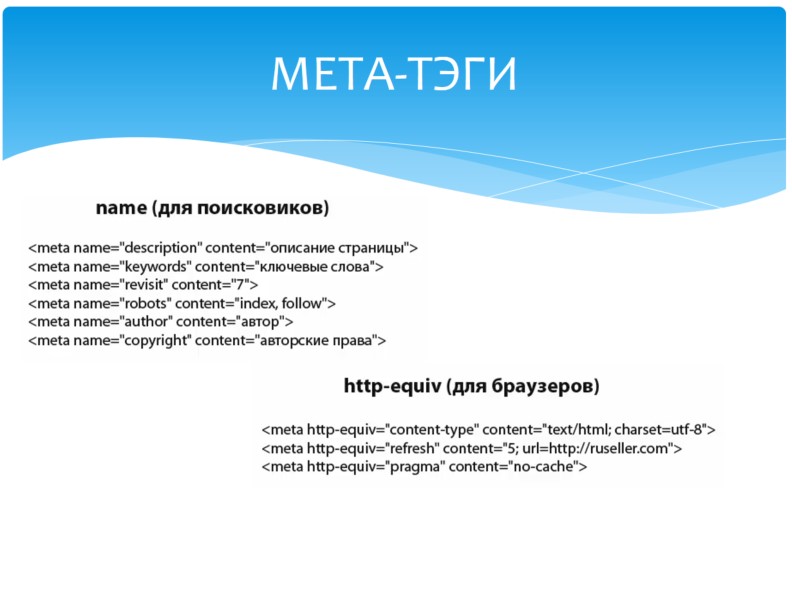 МЕТА-ТЭГИ
name (для поисковиков)
<meta name="description" content="описание страницы">
<meta name="keywords" content="ключевые слова">
<meta name="revisit" content="7">
<meta name="robots" content="index, follow">
<meta name="author" content="автор">
<meta name="copyright" content="авторские права">
http-equiv (для браузеров)
<meta http-equiv="content-type" content="text/html; charset=utf-8">
<meta http-equiv="refresh" content="5; url=http://ruseller.com">
<meta http-equiv="pragma" content="no-cache">